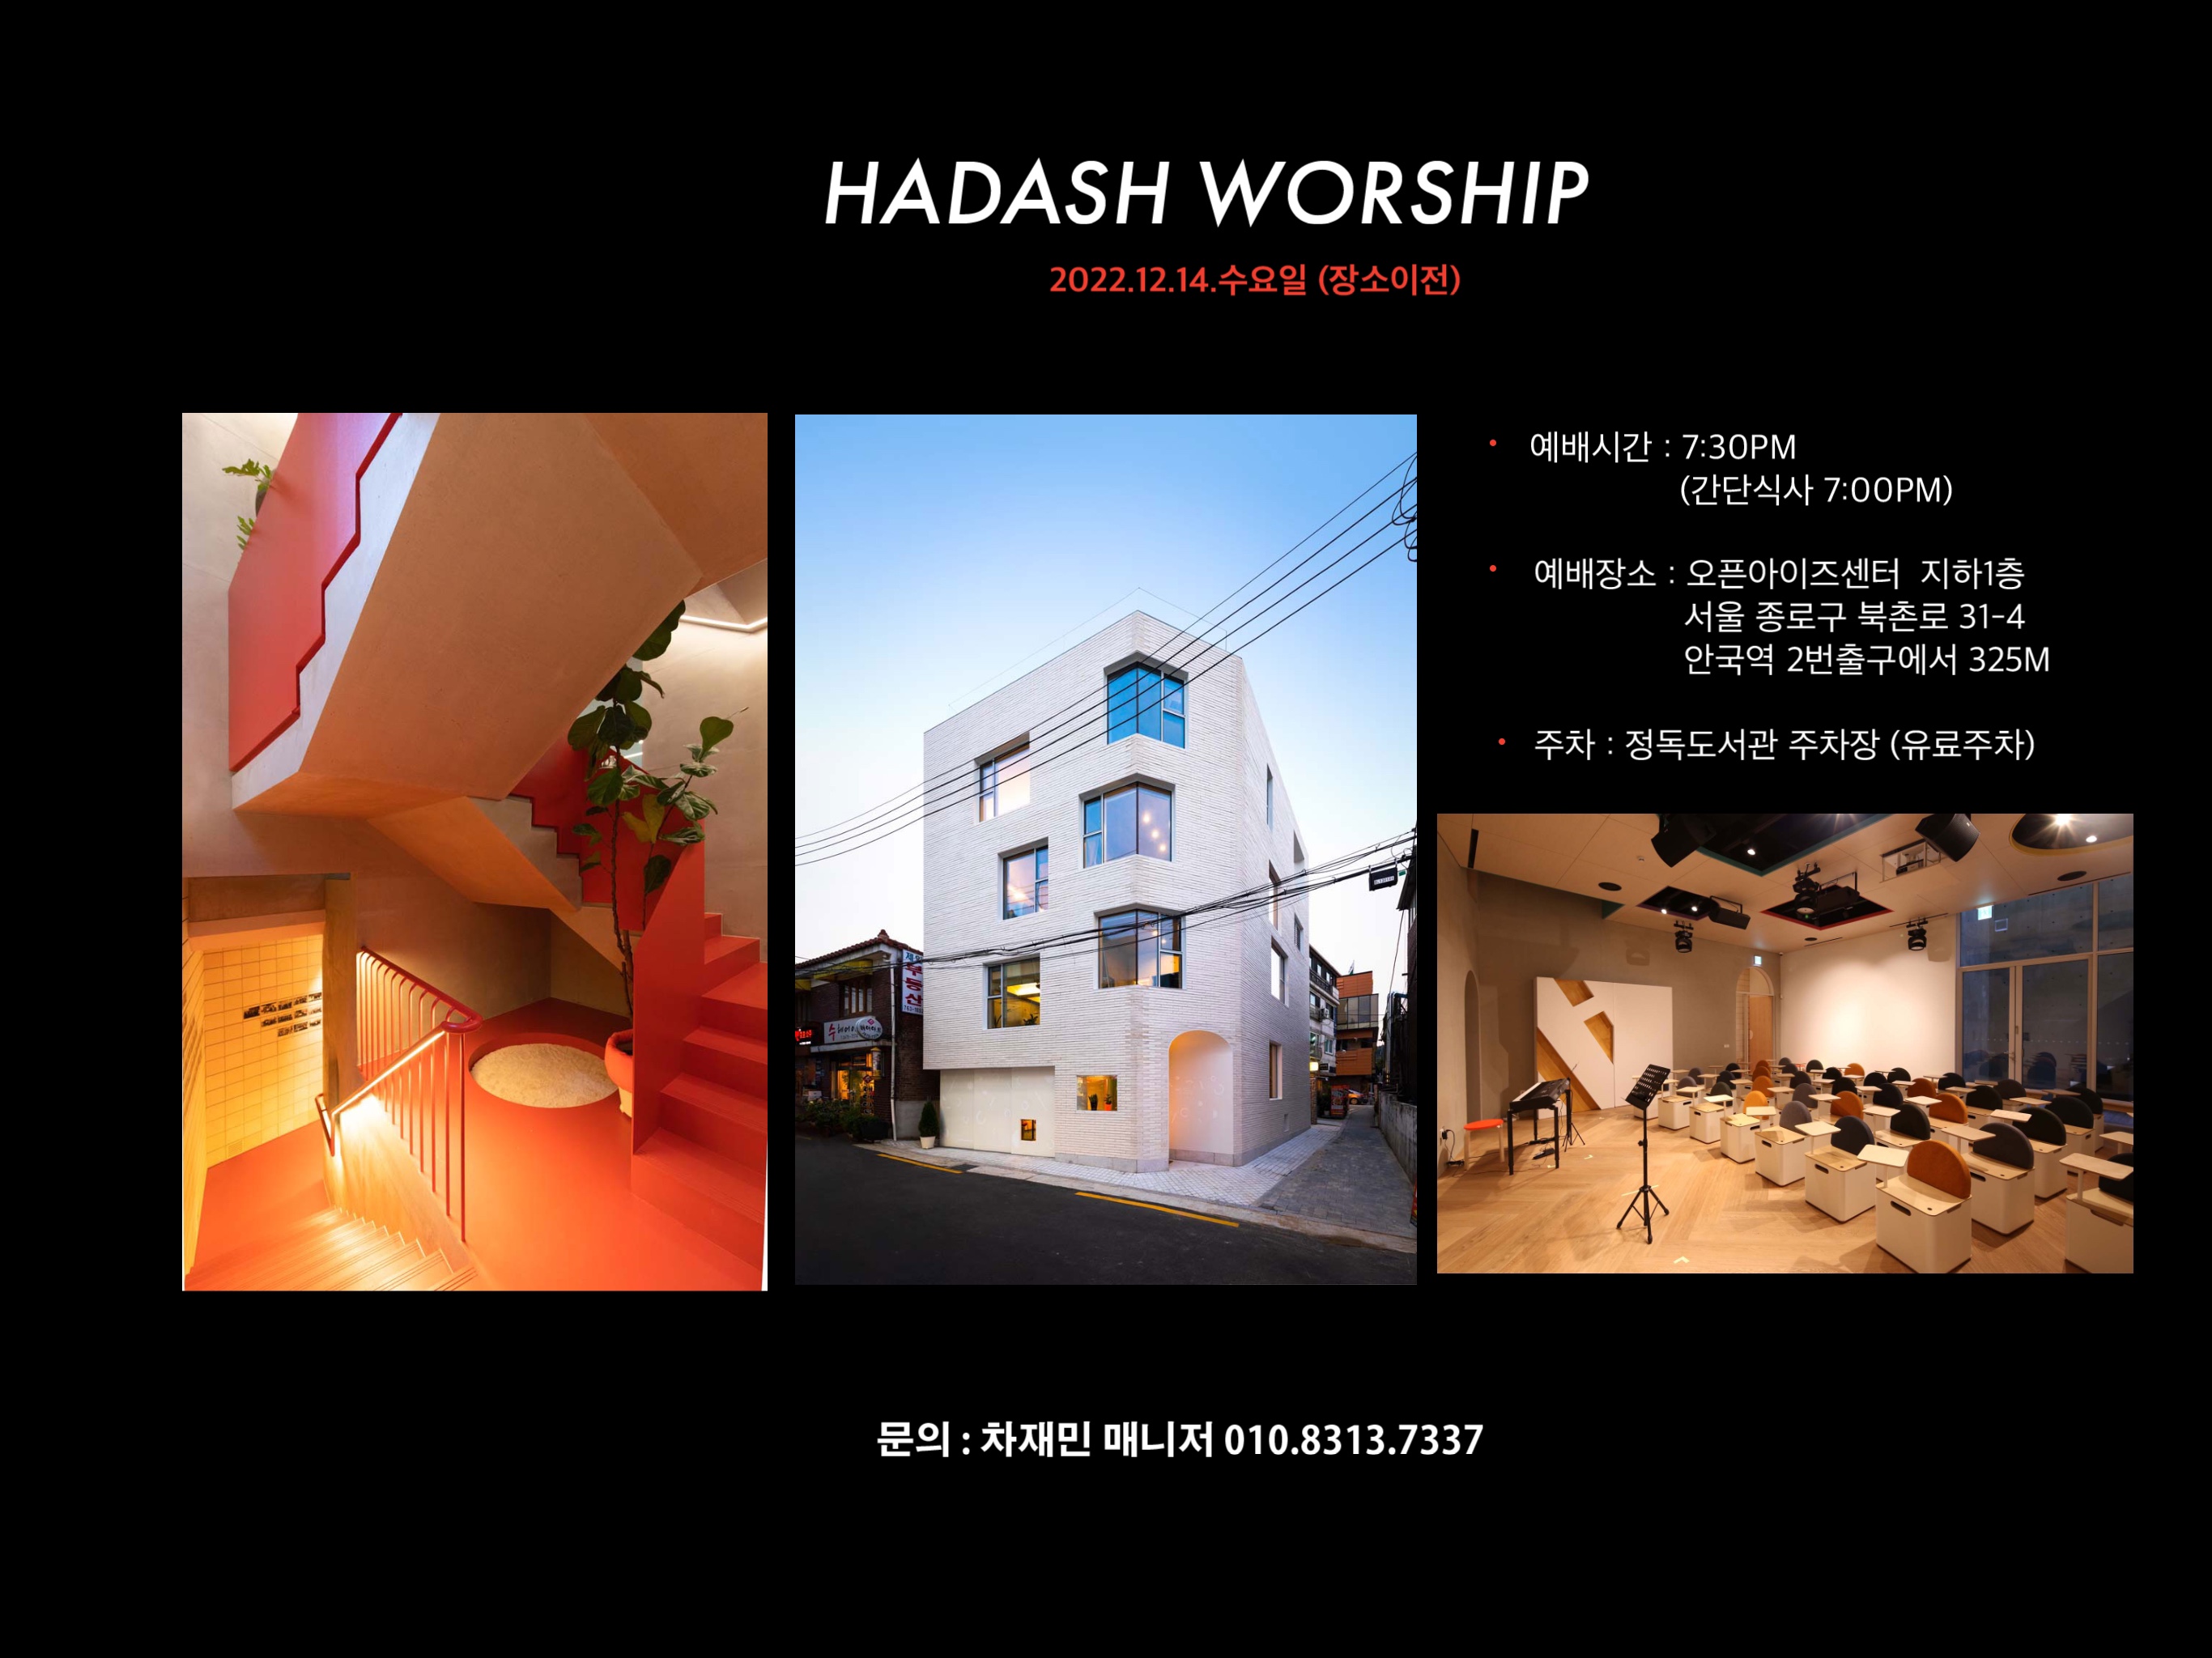 HADASH WORSHIP
2022.12.14.수요일 (장소이전)
• 예배시간 : 7:30PM
(간단식사 7:00PM)
• 예배장소 : 오픈아이즈센터 지하1층
서울 종로구 북촌로 31-4
안국역 2번출구에서 325M
• 주차 : 정독도서관 주차장 (유료주차)
부동산
문의 : 차재민 매니저 010.8313.7337